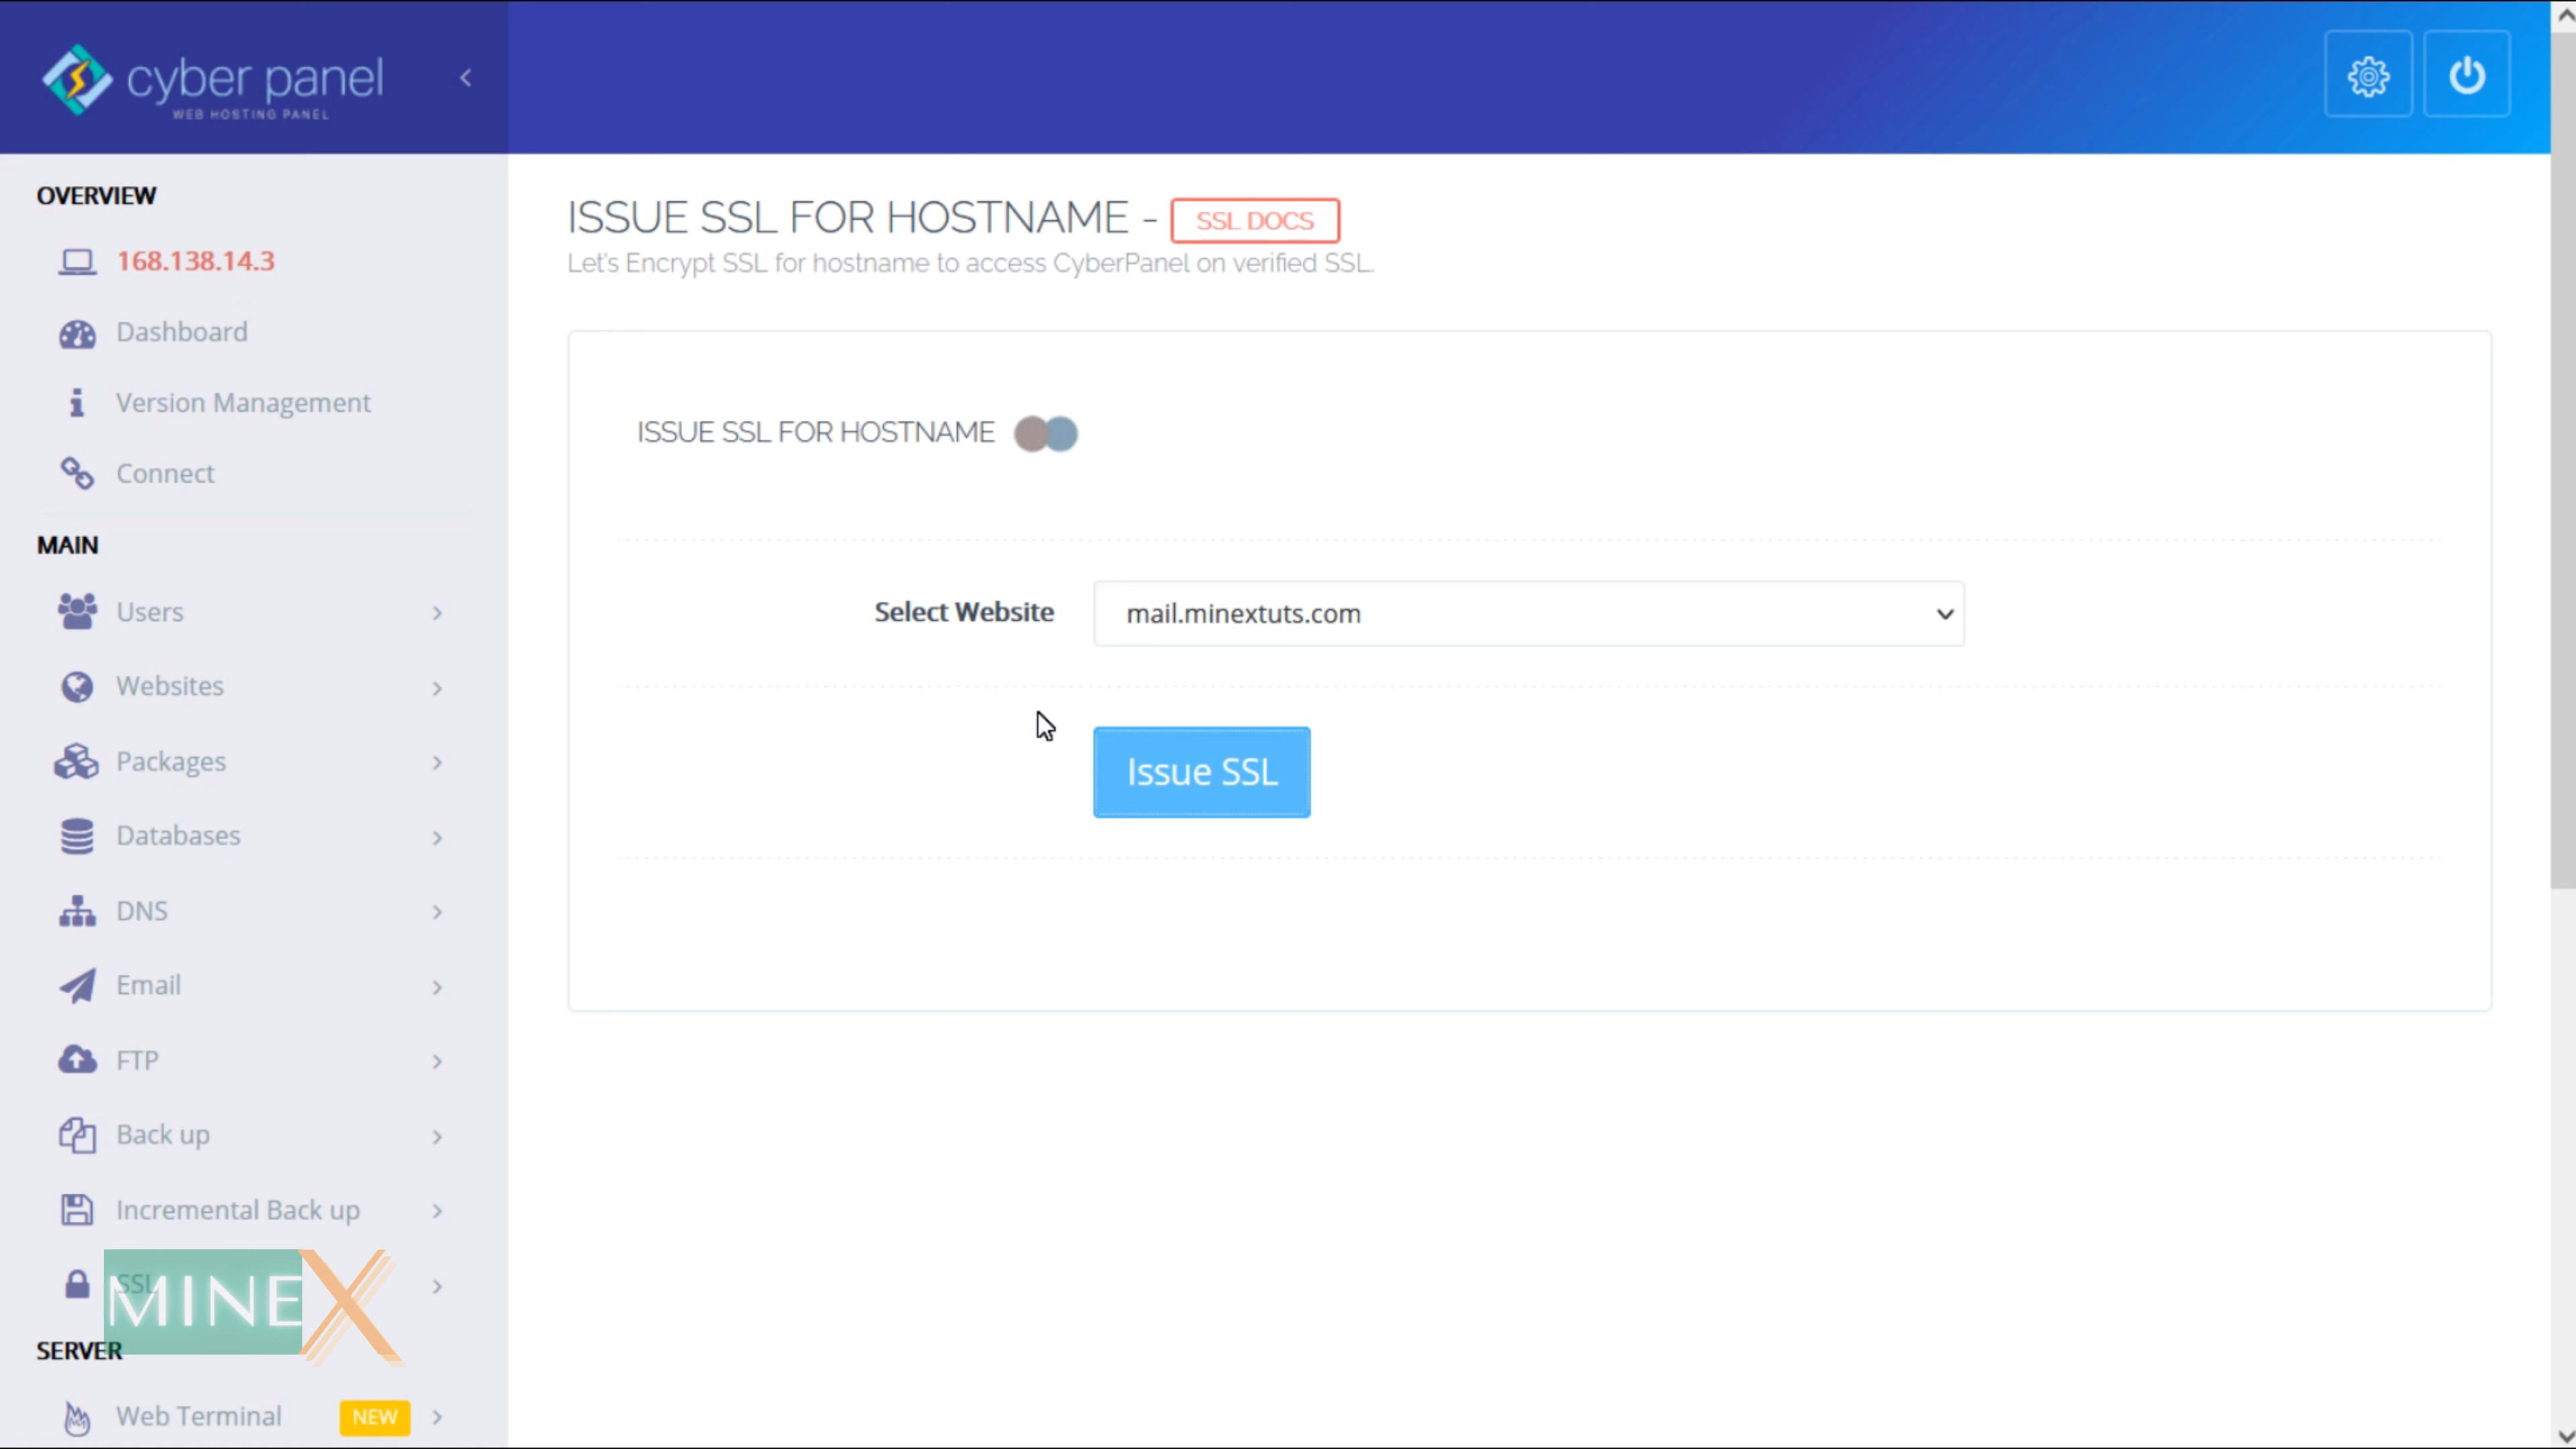 cyber panel
WEB HOSTING PANEL
OVERVIEW
168.138.14.3
Dashboard
Version Management
Connect
MAIN
Users
Websites
Packages
Databases
DNS
Email
FTP
Back up
Incremental Back up
SSL
MINEX
SERVER
Web Terminal NEW
ISSUE SSL FOR HOSTNAME - SSL DOCS
Let's Encrypt SSL for hostname to access CyberPanel on verified SSL.
ISSUE SSL FOR HOSTNAME
Select Website mail.minextuts.com
Issue SSL